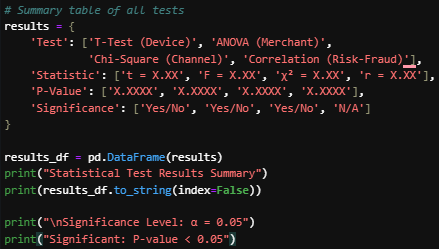 # Summary table of all tests
results = {
    'Test': ['T-Test (Device)', 'ANOVA (Merchant)',
             'Chi-Square (Channel)', 'Correlation (Risk-Fraud)'],
    'Statistic': ['t = X.XX', 'F = X.XX', 'χ² = X.XX', 'r = X.XX'],
    'P-Value': ['X.XXXX', 'X.XXXX', 'X.XXXX', 'X.XXXX'],
    'Significance': ['Yes/No', 'Yes/No', 'Yes/No', 'N/A']
}
results_df = pd.DataFrame(results)
print("Statistical Test Results Summary")
print(results_df.to_string(index=False))
print("\nSignificance Level: α = 0.05")
print("Significant: P-value < 0.05")